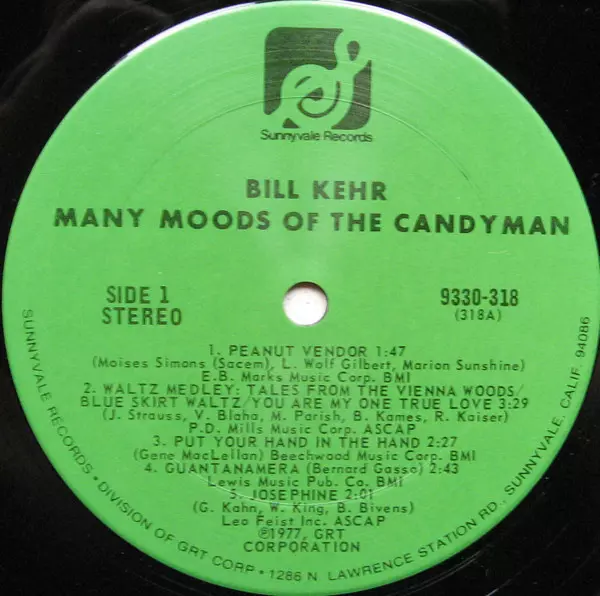 Sunnyvale Records
BILL KEHR
MANY MOODS OF THE CANDYMAN
SIDE 1
STEREO
9330-318
(318A)
1. PEANUT VENDOR 1:47
(Moises Simons (Sacem), L. Wolf Gilbert, Marion Sunshine)
E.B. Marks Music Corp. BMI
2. WALTZ MEDLEY: TALES FROM THE VIENNA WOODS/
BLUE SKIRT WALTZ/YOU ARE MY ONE TRUE LOVE 3:29
(J. Strauss, V. Blaha, M. Parish, B. Kames, R. Kaiser)
P.D. Mills Music Corp. ASCAP
3. PUT YOUR HAND IN THE HAND 2:27
(Gene MacLellan) Beechwood Music Corp. BMI
4. GUANTANAMERA (Bernard Gasso) 2:43
Lewis Music Pub. Co. BMI
5. JOSEPHINE 2:01
(G. Kahn, W. King, B. Bivens)
Leo Feist Inc. ASCAP
©1977, GRT
CORPORATION
SUNNYVALE RECORDS • DIVISION OF GRT CORP • 1286 N LAWRENCE STATION RD., SUNNYVALE, CALIF. 94086